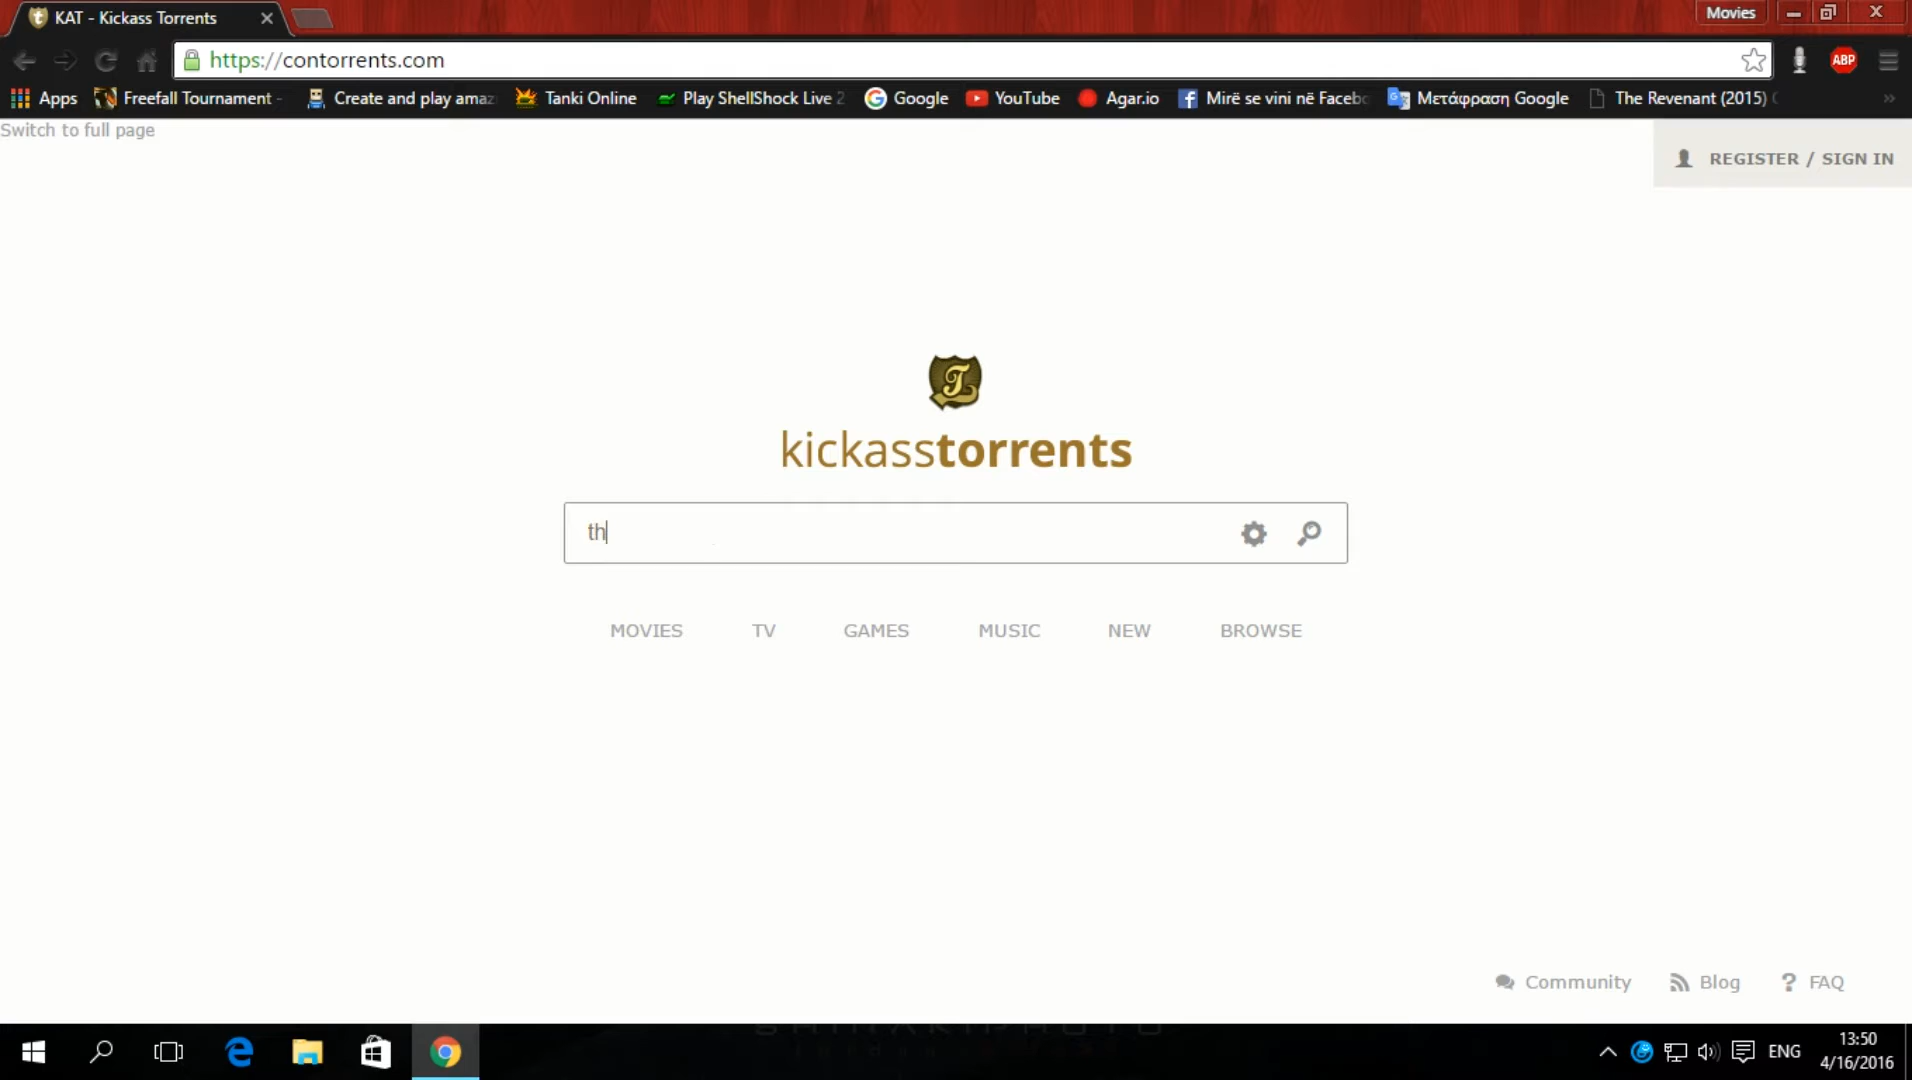 KAT - Kickass Torrents
Movies
https://contorrents.com
ABP
Apps Freefall Tournament - Create and play amaz Tanki Online Play ShellShock Live 2 Google YouTube Agar.io Mirë se vini në Facebo Μετάφραση Google The Revenant (2015) »
Switch to full page
REGISTER / SIGN IN
kickasstorrents
th
MOVIES TV GAMES MUSIC NEW BROWSE
Community Blog ? FAQ
ENG
13:50
4/16/2016